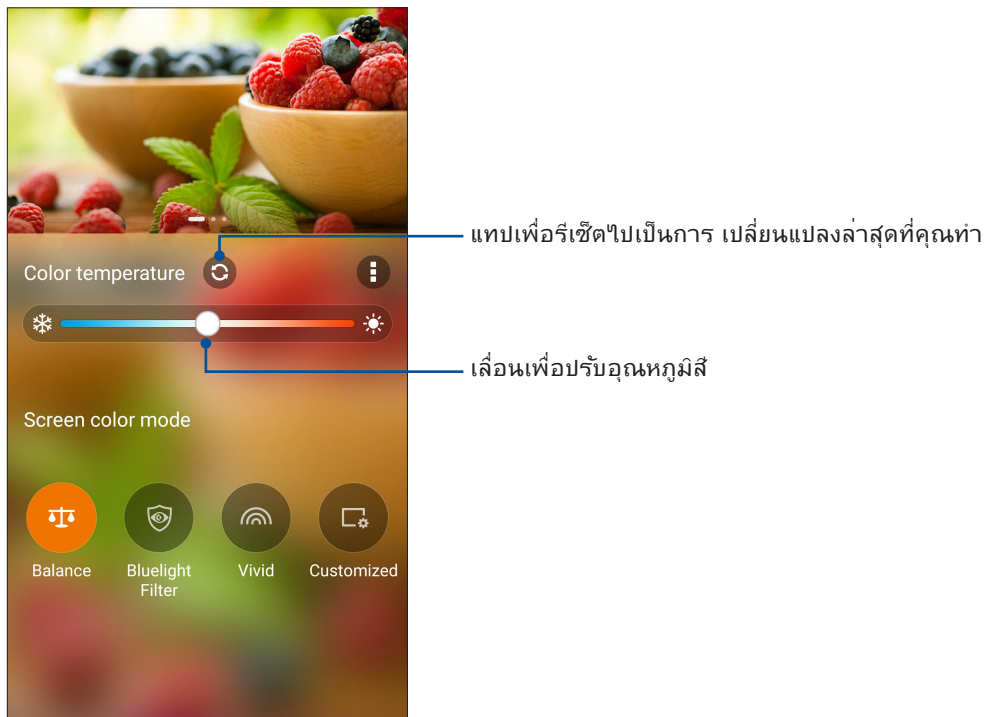 แทปเพื่อรีเซ็ตไปเป็นการ เปลี่ยนแปลงล่าสุดที่คุณทำ
Color temperature
เลื่อนเพื่อปรับอุณหภูมิสี
Screen color mode
Balance
Bluelight
Filter
Vivid
Customized